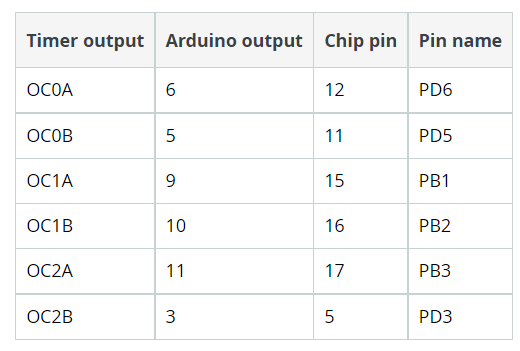 Timer output Arduino output Chip pin Pin name
OC0A 6 12 PD6
OC0B 5 11 PD5
OC1A 9 15 PB1
OC1B 10 16 PB2
OC2A 11 17 PB3
OC2B 3 5 PD3